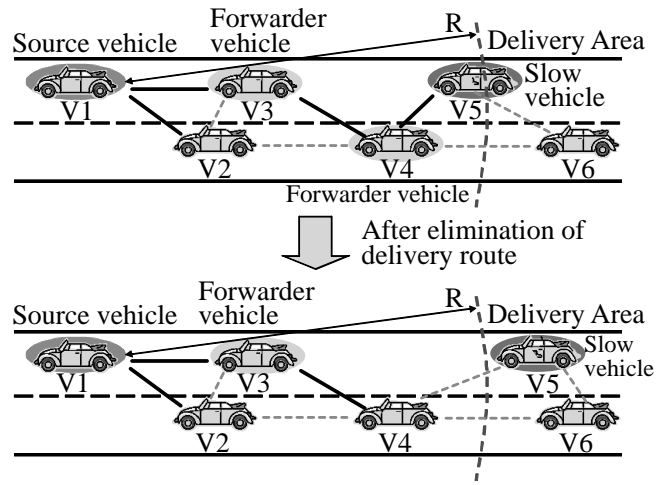 Forwarder
vehicle
R
Delivery Area
Source vehicle
Slow
vehicle
V1
V3
V5
V2
V4
V6
Forwarder vehicle
After elimination of
delivery route
Forwarder
vehicle
R
Delivery Area
Source vehicle
Slow
vehicle
V1
V3
V5
V2
V4
V6